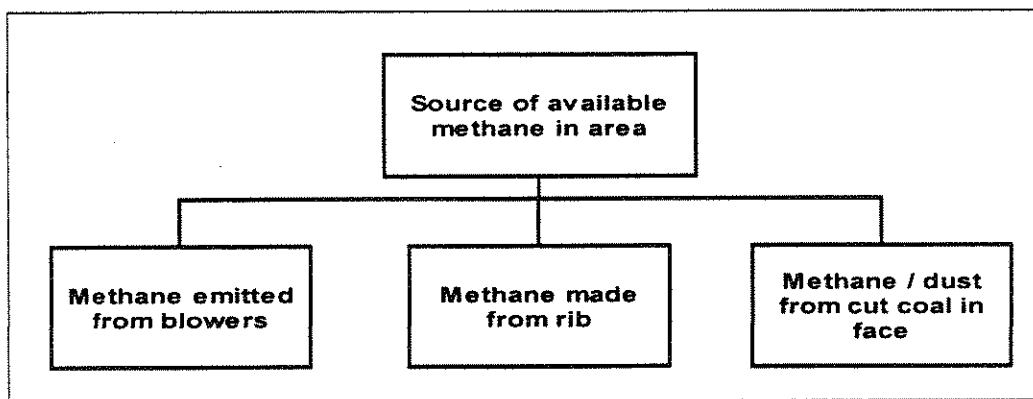 Source of available
methane in area
Methane emitted
from blowers
Methane made
from rib
Methane / dust
from cut coal in
face